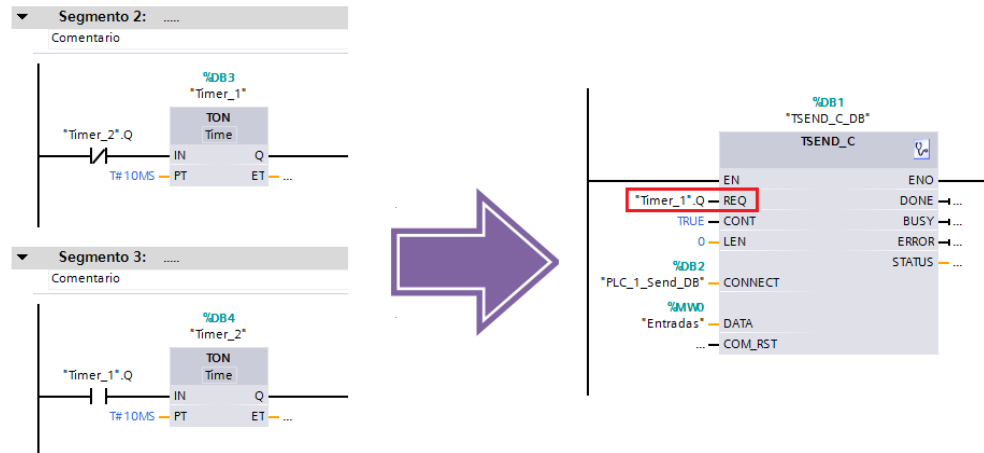 Segmento 2: .....
Comentario
%DB3
"Timer_1"
TON
Time
"Timer_2".Q
IN Q
T#10MS PT ET ...
Segmento 3: .....
Comentario
%DB4
"Timer_2"
TON
Time
"Timer_1".Q
IN Q
T#10MS PT ET ...
%DB1
"TSEND_C_DB"
TSEND_C
EN ENO
"Timer_1".Q REQ DONE ...
TRUE CONT BUSY ...
0 LEN ERROR ...
STATUS ...
%DB2
"PLC_1_Send_DB" CONNECT
%MW0
"Entradas" DATA
... COM_RST